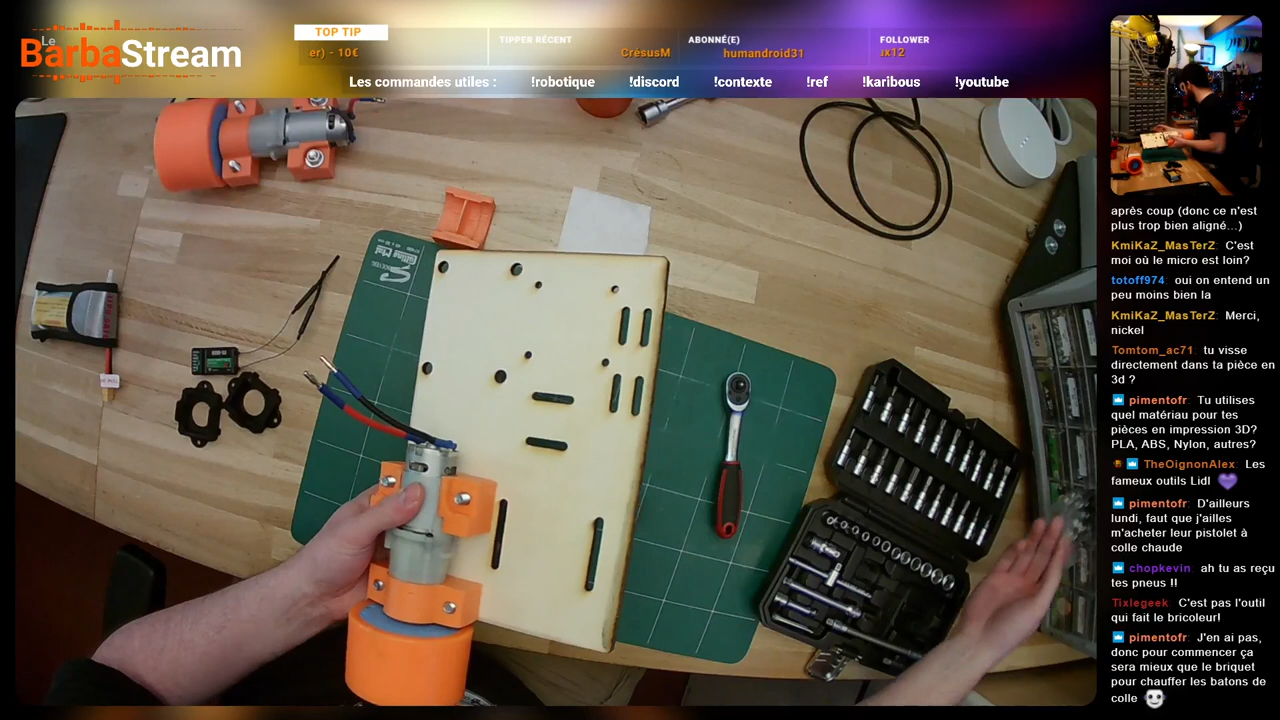 Le
BarbaStream
TOP TIP
er) - 10€
TIPPER RÉCENT
CrésusM
ABONNÉ(E)
humandroid31
FOLLOWER
ıx12
Les commandes utiles : !robotique !discord !contexte !ref !karibous !youtube
Cutting Mat
après coup (donc ce n'est
plus trop bien aligné...)
KmiKaZ_MasTerZ: C'est
moi où le micro est loin?
totoff974: oui on entend un
peu moins bien la
KmiKaZ_MasTerZ: Merci,
nickel
Tomtom_ac71: tu visse
directement dans ta pièce en
3d ?
pimentofr: Tu utilises
quel matériau pour tes
pièces en impression 3D?
PLA, ABS, Nylon, autres?
TheOignonAlex: Les
fameux outils Lidl
pimentofr: D'ailleurs
lundi, faut que j'ailles
m'acheter leur pistolet à
colle chaude
chopkevin: ah tu as reçu
tes pneus !!
Tixlegeek: C'est pas l'outil
qui fait le bricoleur!
pimentofr: J'en ai pas,
donc pour commencer ça
sera mieux que le briquet
pour chauffer les batons de
colle